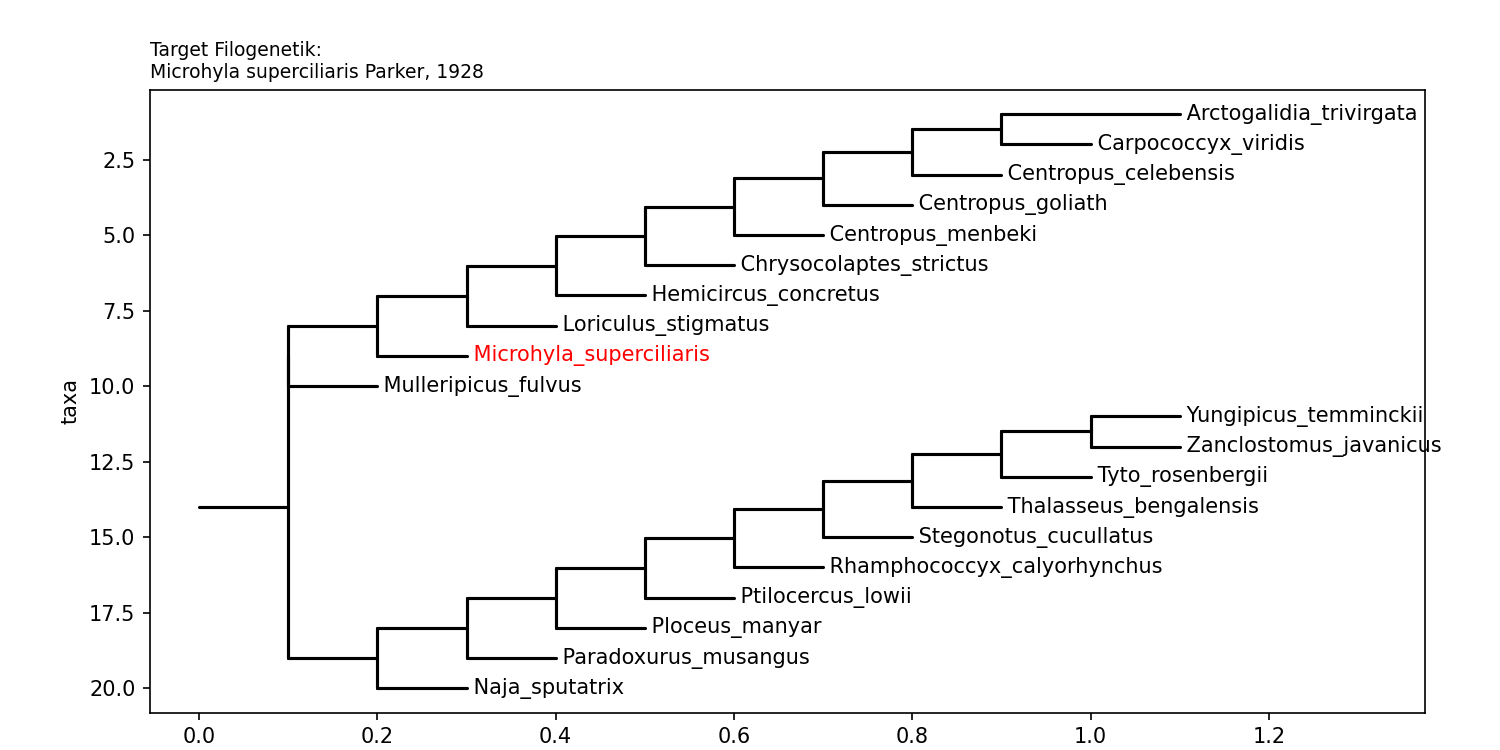 Target Filogenetik:
Microhyla superciliaris Parker, 1928
Arctogalidia_trivirgata
Carpococcyx_viridis
2.5
Centropus_celebensis
Centropus_goliath
5.0
Centropus_menbeki
Chrysocolaptes_strictus
Hemicircus_concretus
7.5
Loriculus_stigmatus
Microhyla_superciliaris
10.0
Mulleripicus_fulvus
taxa
Yungipicus_temminckii
Zanclostomus_javanicus
12.5
Tyto_rosenbergii
Thalasseus_bengalensis
15.0
Stegonotus_cucullatus
Rhamphococcyx_calyorhynchus
Ptilocercus_lowii
17.5
Ploceus_manyar
Paradoxurus_musangus
20.0
Naja_sputatrix
0.0 0.2 0.4 0.6 0.8 1.0 1.2